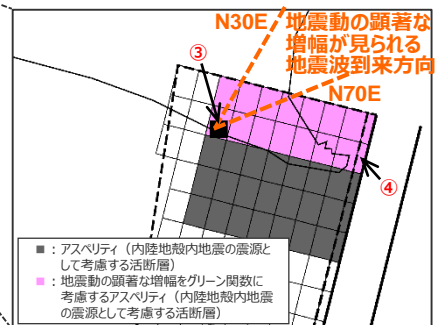 N30E
地震動の顕著な
増幅が見られる
地震波到来方向
③
N70E
④
■：アスペリティ（内陸地殻内地震の震源と
して考慮する活断層）
■：地震動の顕著な増幅をグリーン関数に
考慮するアスペリティ（内陸地殻内地震
の震源として考慮する活断層）